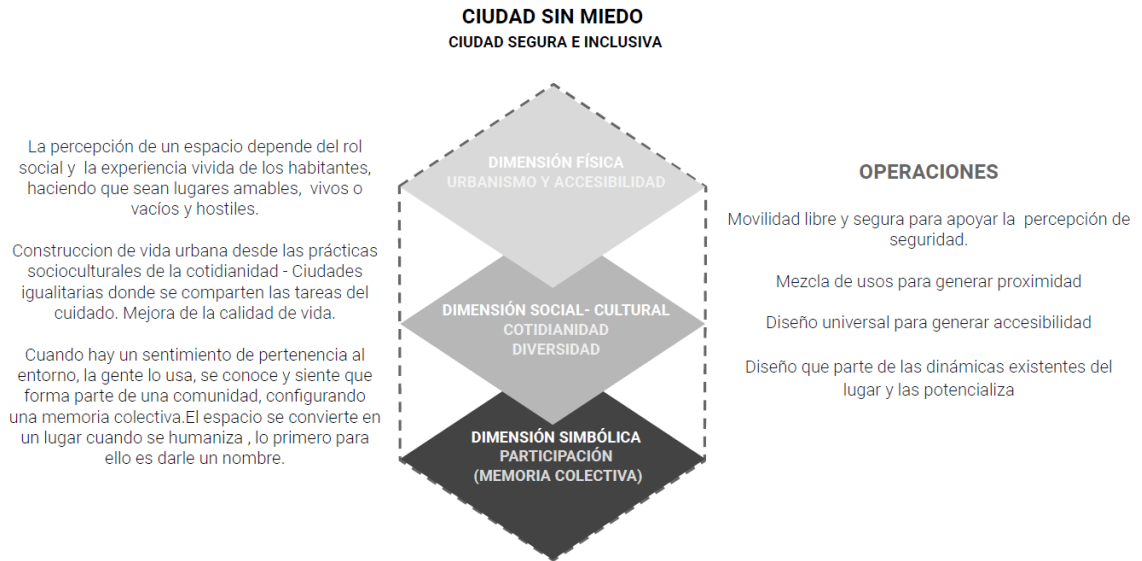 CIUDAD SIN MIEDO
CIUDAD SEGURA E INCLUSIVA
La percepción de un espacio depende del rol
social y la experiencia vivida de los habitantes,
haciendo que sean lugares amables, vivos o
vacíos y hostiles.
Construccion de vida urbana desde las prácticas
socioculturales de la cotidianidad - Ciudades
igualitarias donde se comparten las tareas del
cuidado. Mejora de la calidad de vida.
Cuando hay un sentimiento de pertenencia al
entorno, la gente lo usa, se conoce y siente que
forma parte de una comunidad, configurando
una memoria colectiva.El espacio se convierte en
un lugar cuando se humaniza , lo primero para
ello es darle un nombre.
DIMENSIÓN FÍSICA
URBANISMO Y ACCESIBILIDAD
DIMENSIÓN SOCIAL- CULTURAL
COTIDIANIDAD
DIVERSIDAD
DIMENSIÓN SIMBÓLICA
PARTICIPACIÓN
(MEMORIA COLECTIVA)
OPERACIONES
Movilidad libre y segura para apoyar la percepción de
seguridad.
Mezcla de usos para generar proximidad
Diseño universal para generar accesibilidad
Diseño que parte de las dinámicas existentes del
lugar y las potencializa